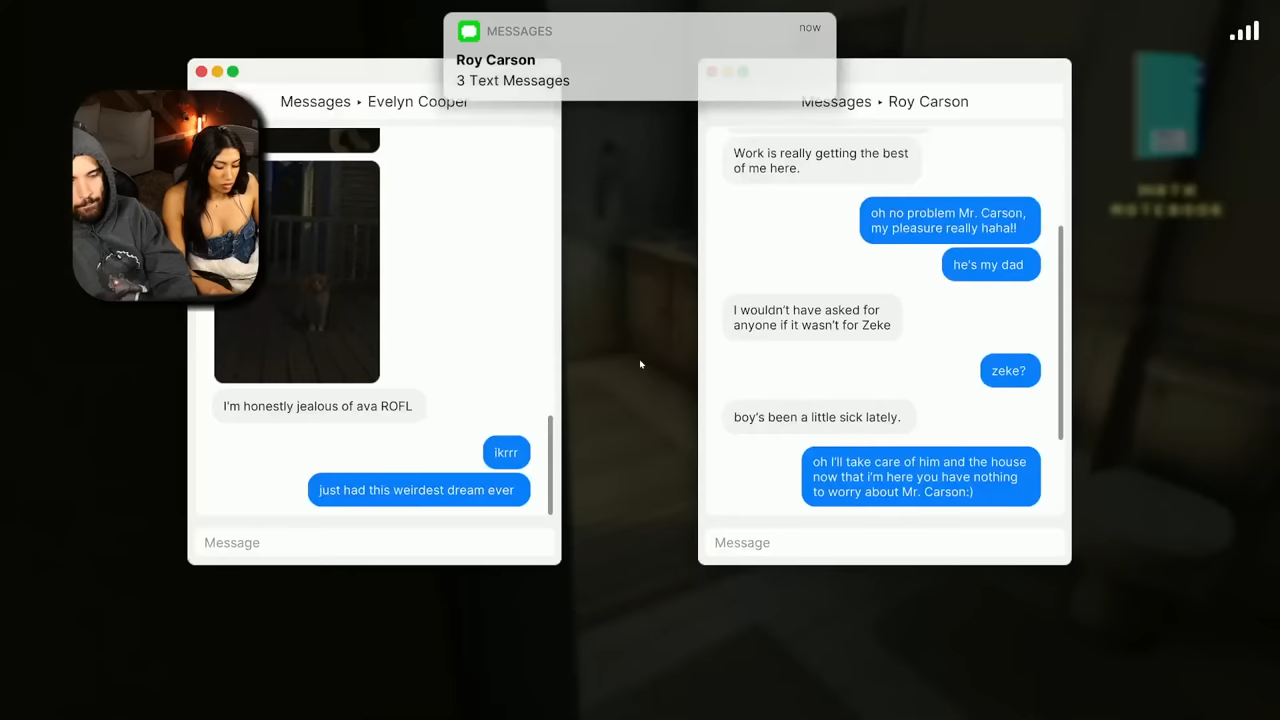 MESSAGES
now
Roy Carson
3 Text Messages
Messages ▸ Evelyn Cooper
I'm honestly jealous of ava ROFL
ikrrr
just had this weirdest dream ever
Message
Messages ▸ Roy Carson
Work is really getting the best
of me here.
oh no problem Mr. Carson,
my pleasure really haha!!
he's my dad
I wouldn't have asked for
anyone if it wasn't for Zeke
zeke?
boy's been a little sick lately.
oh I'll take care of him and the house
now that i'm here you have nothing
to worry about Mr. Carson:)
Message
MATH
NOTEBOOK